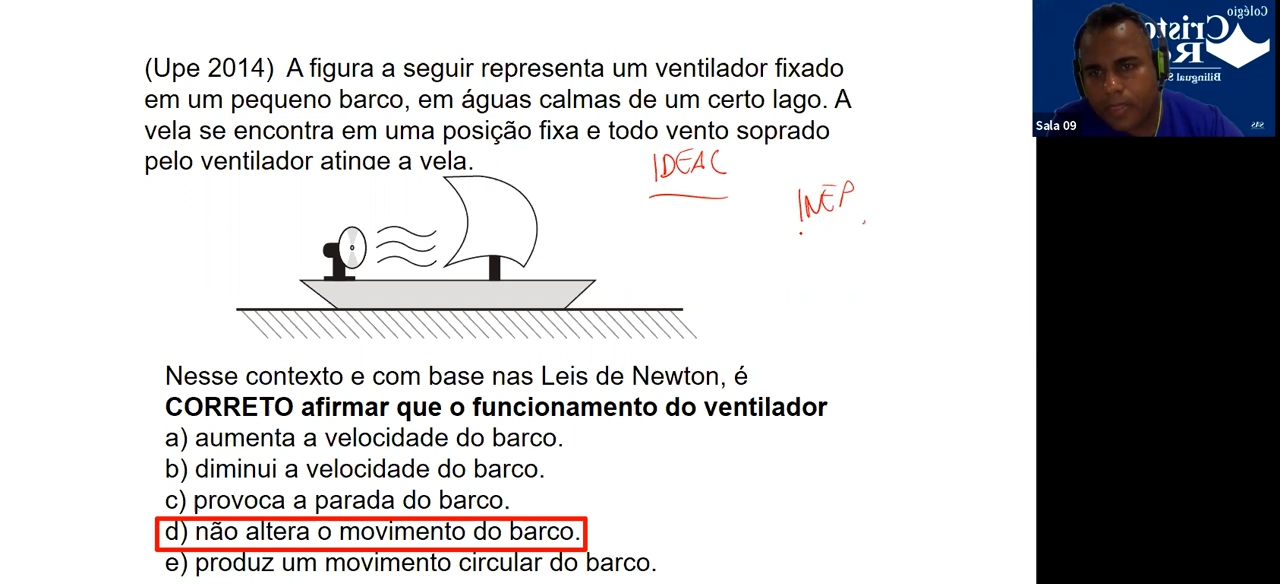 (Upe 2014) A figura a seguir representa um ventilador fixado
em um pequeno barco, em águas calmas de um certo lago. A
vela se encontra em uma posição fixa e todo vento soprado
pelo ventilador atinge a vela.
IDEAL
INEP
Nesse contexto e com base nas Leis de Newton, é
CORRETO afirmar que o funcionamento do ventilador
a) aumenta a velocidade do barco.
b) diminui a velocidade do barco.
c) provoca a parada do barco.
d) não altera o movimento do barco.
e) produz um movimento circular do barco.
Colégio
Cristo
Bilingual
SAS
Sala 09